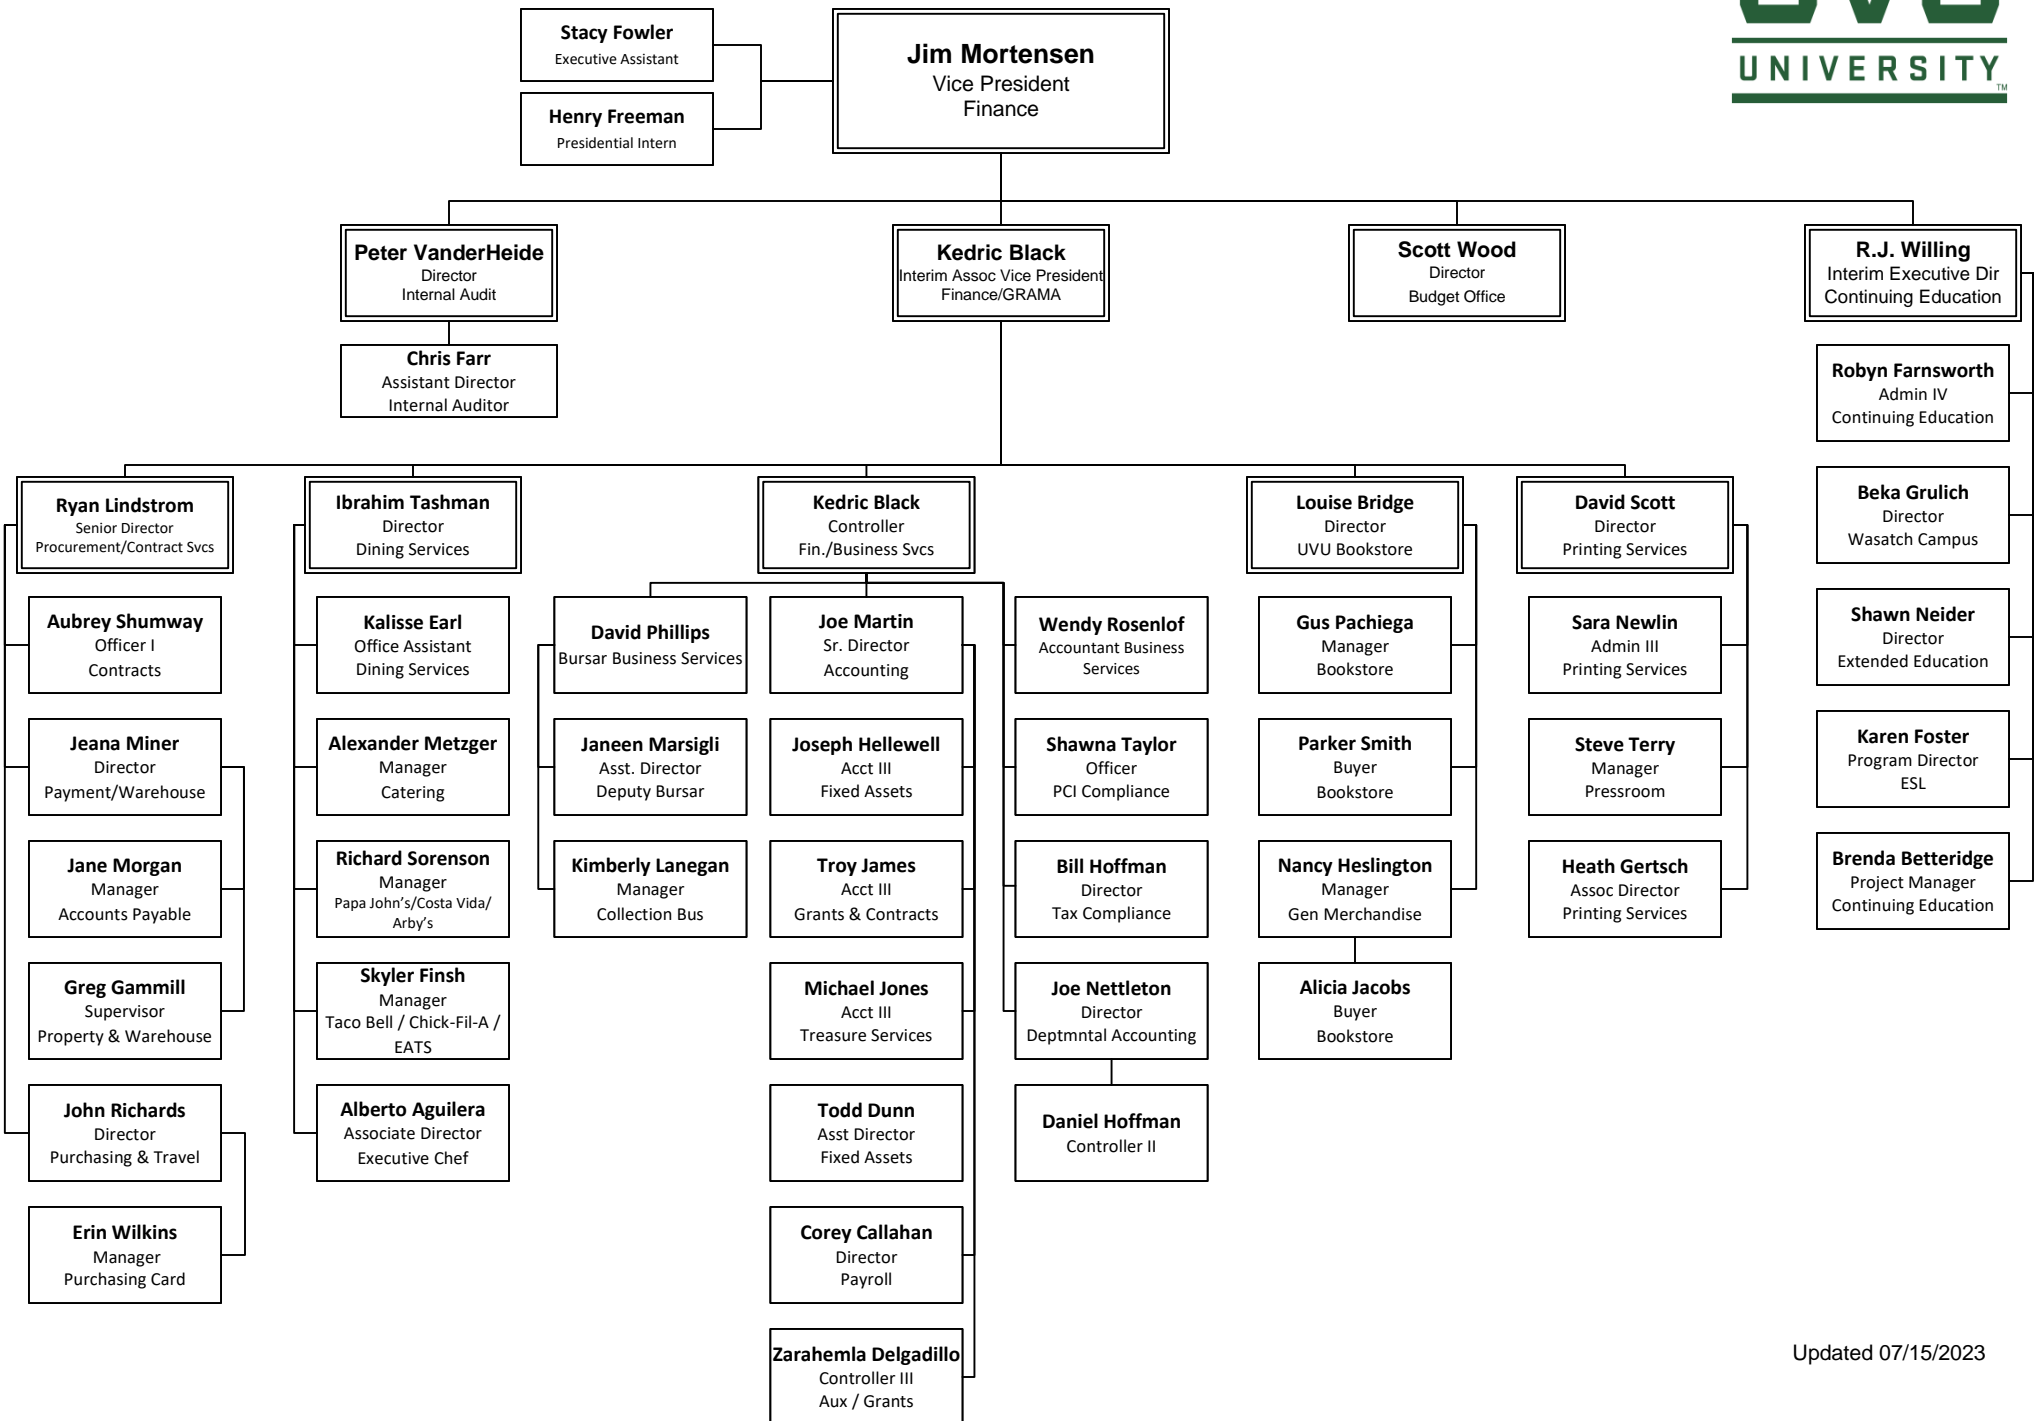 Stacy Fowler
Executive Assistant
Henry Freeman
Presidential Intern
Jim Mortensen
Vice President
Finance
UVU
UNIVERSITY
TM
Peter VanderHeide
Director
Internal Audit
Kedric Black
Interim Assoc Vice President
Finance/GRAMA
Scott Wood
Director
Budget Office
R.J. Willing
Interim Executive Dir
Continuing Education
Chris Farr
Assistant Director
Internal Auditor
Robyn Farnsworth
Admin IV
Continuing Education
Beka Grulich
Director
Wasatch Campus
Shawn Neider
Director
Extended Education
Karen Foster
Program Director
ESL
Brenda Betteridge
Project Manager
Continuing Education
Ryan Lindstrom
Senior Director
Procurement/Contract Svcs
Aubrey Shumway
Officer I
Contracts
Jeana Miner
Director
Payment/Warehouse
Jane Morgan
Manager
Accounts Payable
Greg Gammill
Supervisor
Property & Warehouse
John Richards
Director
Purchasing & Travel
Erin Wilkins
Manager
Purchasing Card
Ibrahim Tashman
Director
Dining Services
Kalisse Earl
Office Assistant
Dining Services
Alexander Metzger
Manager
Catering
Richard Sorenson
Manager
Papa John’s/Costa Vida/
Arby’s
Skyler Finsh
Manager
Taco Bell / Chick-Fil-A /
EATS
Alberto Aguilera
Associate Director
Executive Chef
Kedric Black
Controller
Fin./Business Svcs
David Phillips
Bursar Business Services
Janeen Marsigli
Asst. Director
Deputy Bursar
Kimberly Lanegan
Manager
Collection Bus
Joe Martin
Sr. Director
Accounting
Joseph Hellewell
Acct III
Fixed Assets
Troy James
Acct III
Grants & Contracts
Michael Jones
Acct III
Treasure Services
Todd Dunn
Asst Director
Fixed Assets
Corey Callahan
Director
Payroll
Zarahemla Delgadillo
Controller III
Aux / Grants
Wendy Rosenlof
Accountant Business
Services
Shawna Taylor
Officer
PCI Compliance
Bill Hoffman
Director
Tax Compliance
Joe Nettleton
Director
Deptmntal Accounting
Daniel Hoffman
Controller II
Louise Bridge
Director
UVU Bookstore
Gus Pachiega
Manager
Bookstore
Parker Smith
Buyer
Bookstore
Nancy Heslington
Manager
Gen Merchandise
Alicia Jacobs
Buyer
Bookstore
David Scott
Director
Printing Services
Sara Newlin
Admin III
Printing Services
Steve Terry
Manager
Pressroom
Heath Gertsch
Assoc Director
Printing Services
Updated 07/15/2023